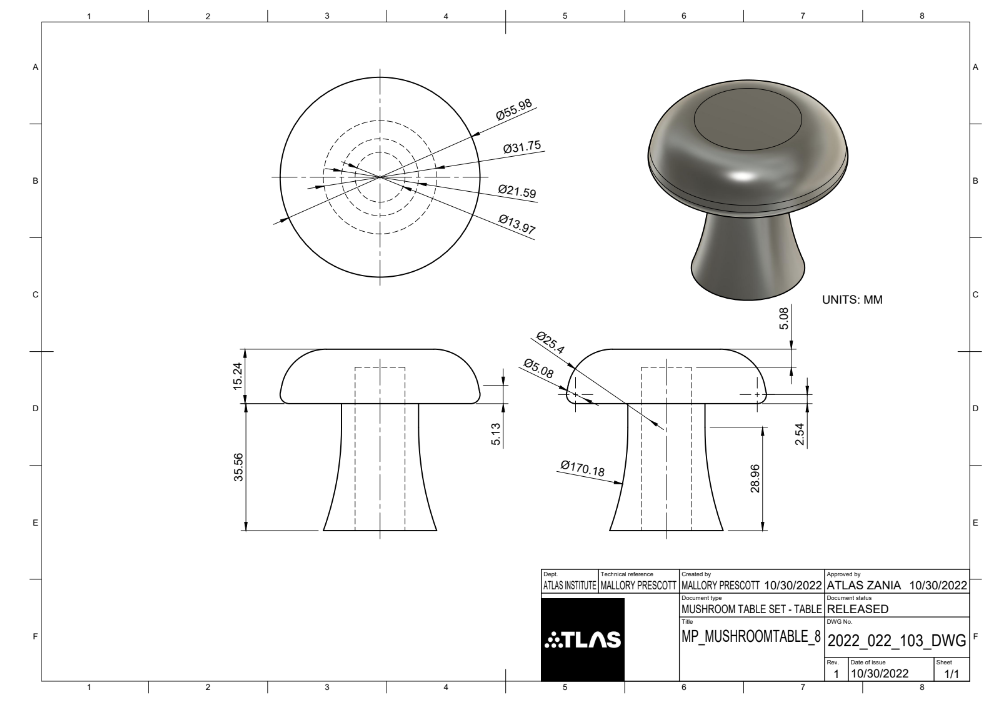 1 2 3 4 5 6 7 8
A A
Ø55.98
Ø31.75
B B
Ø21.59
Ø13.97
C C
UNITS: MM
5.08
Ø25.4
Ø5.08
15.24
D D
5.13
2.54
35.56
Ø170.18
28.96
E E
Dept. Technical reference Created by Approved by
ATLAS INSTITUTE MALLORY PRESCOTT MALLORY PRESCOTT 10/30/2022 ATLAS ZANIA 10/30/2022
Document type Document status
MUSHROOM TABLE SET - TABLE RELEASED
Title DWG No.
F F
ATLAS MP_MUSHROOMTABLE_8 2022_022_103_DWG
Rev. Date of Issue Sheet
1 10/30/2022 1/1
1 2 3 4 5 6 7 8